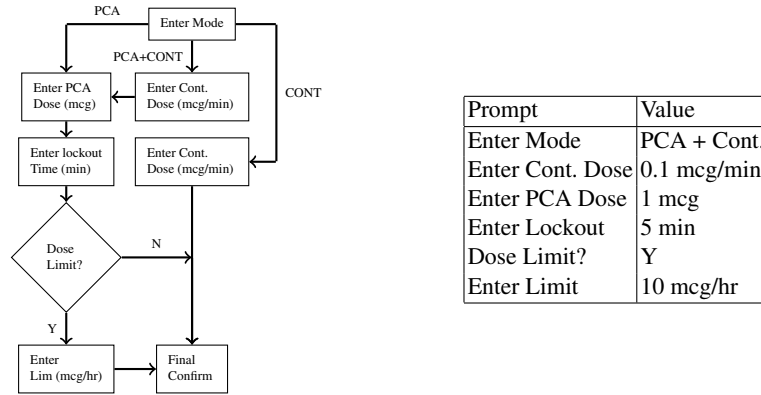 PCA
Enter Mode
PCA+CONT
CONT
Enter PCA
Dose (mcg)
Enter Cont.
Dose (mcg/min)
Enter lockout
Time (min)
Enter Cont.
Dose (mcg/min)
Dose
Limit?
N
Y
Enter
Lim (mcg/hr)
Final
Confirm
Prompt Value
Enter Mode PCA + Cont.
Enter Cont. Dose 0.1 mcg/min
Enter PCA Dose 1 mcg
Enter Lockout 5 min
Dose Limit? Y
Enter Limit 10 mcg/hr